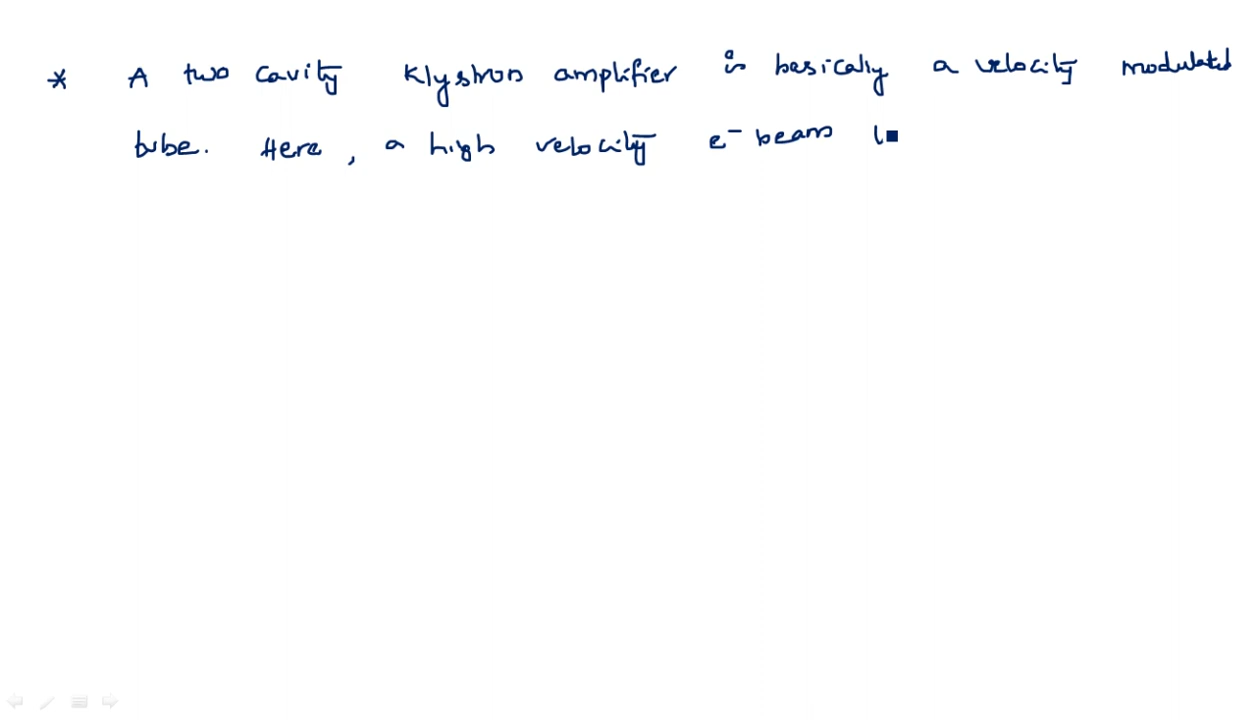 * A two cavity Klystron amplifier is basically a velocity modulated
tube. Here, a high velocity e⁻ beam